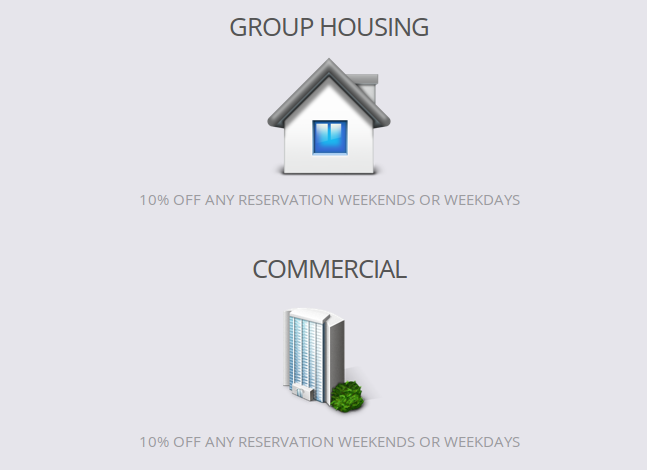 GROUP HOUSING
10% OFF ANY RESERVATION WEEKENDS OR WEEKDAYS
COMMERCIAL
10% OFF ANY RESERVATION WEEKENDS OR WEEKDAYS